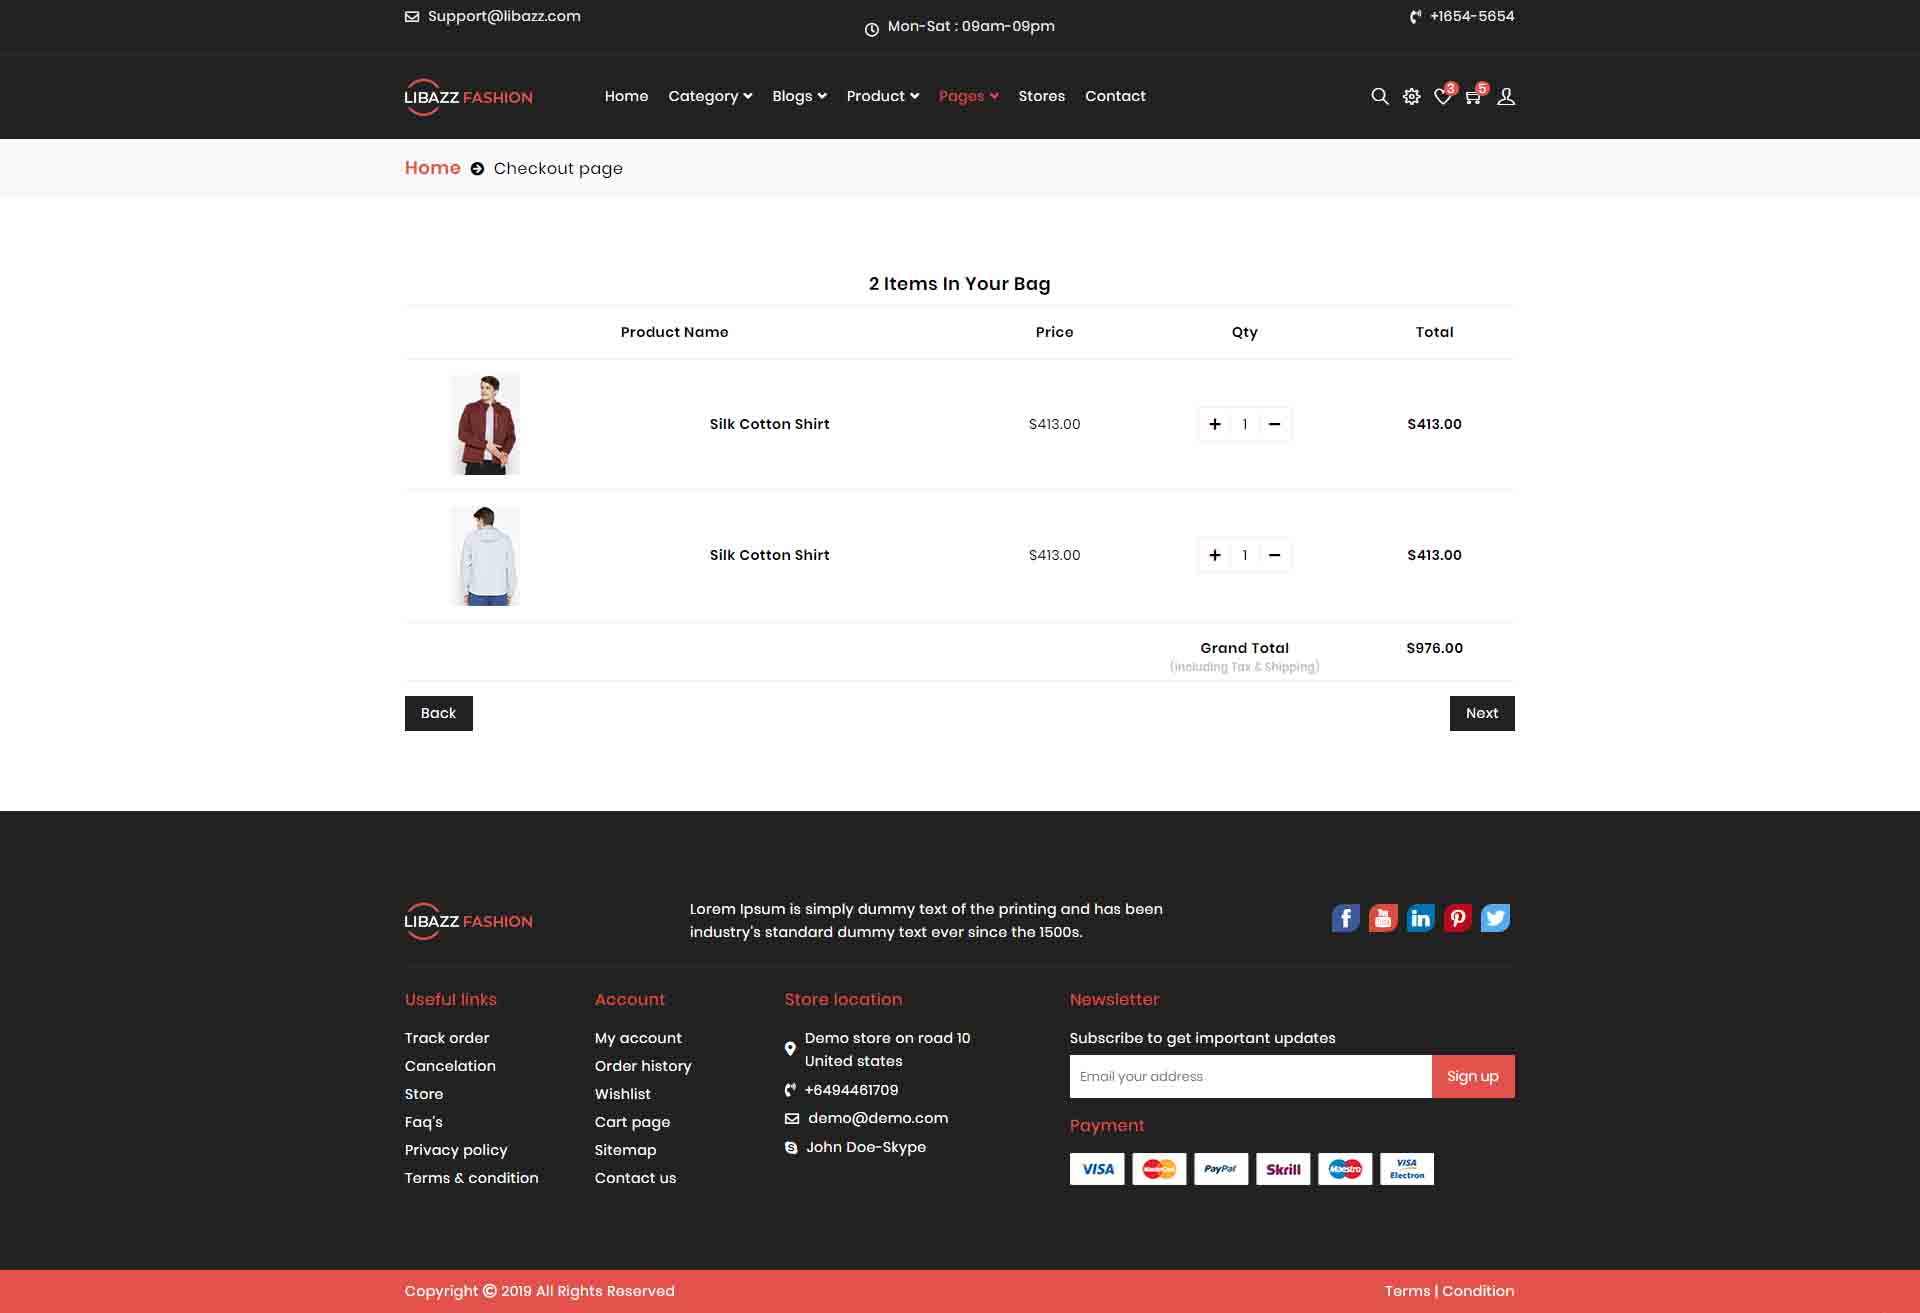 Support@libazz.com
Mon-Sat : 09am-09pm
+1654-5654
LIBAZZ FASHION
Home Category Blogs Product Pages Stores Contact
3 5
Home Checkout page
2 Items In Your Bag
Product Name Price Qty Total
Silk Cotton Shirt $413.00 + 1 − $413.00
Silk Cotton Shirt $413.00 + 1 − $413.00
Grand Total $976.00
(including Tax & Shipping)
Back Next
LIBAZZ FASHION
Lorem Ipsum is simply dummy text of the printing and has been
industry's standard dummy text ever since the 1500s.
f You Tube in
Useful links
Track order
Cancelation
Store
Faq's
Privacy policy
Terms & condition
Account
My account
Order history
Wishlist
Cart page
Sitemap
Contact us
Store location
Demo store on road 10
United states
+6494461709
demo@demo.com
John Doe-Skype
Newsletter
Subscribe to get important updates
Email your address Sign up
Payment
VISA MasterCard PayPal Skrill Maestro VISA
Electron
Copyright © 2019 All Rights Reserved
Terms | Condition